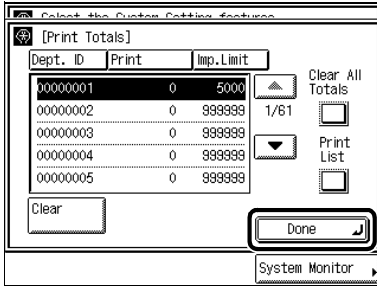 Select the Custom Setting features
[Print Totals]
Dept. ID Print Imp.Limit
00000001 0 5000
00000002 0 999999
00000003 0 999999
00000004 0 999999
00000005 0 999999
1/61
Clear All
Totals
Print
List
Clear
Done
System Monitor